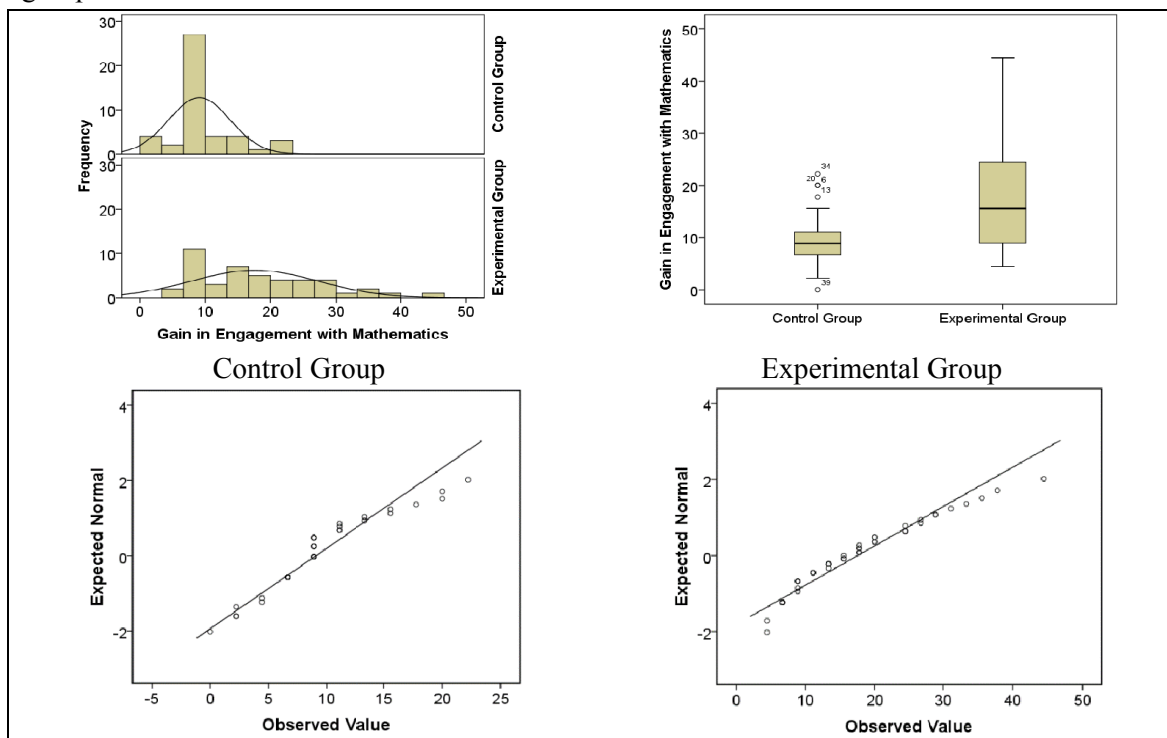 30
20
10
0
Control Group
30
20
10
0
Experimental Group
Frequency
0 10 20 30 40 50
Gain in Engagement with Mathematics
50
40
30
20
10
0
Gain in Engagement with Mathematics
34
20 6
13
39
Control Group Experimental Group
Control Group
4
2
0
-2
Expected Normal
-5 0 5 10 15 20 25
Observed Value
Experimental Group
4
2
0
-2
Expected Normal
0 10 20 30 40 50
Observed Value